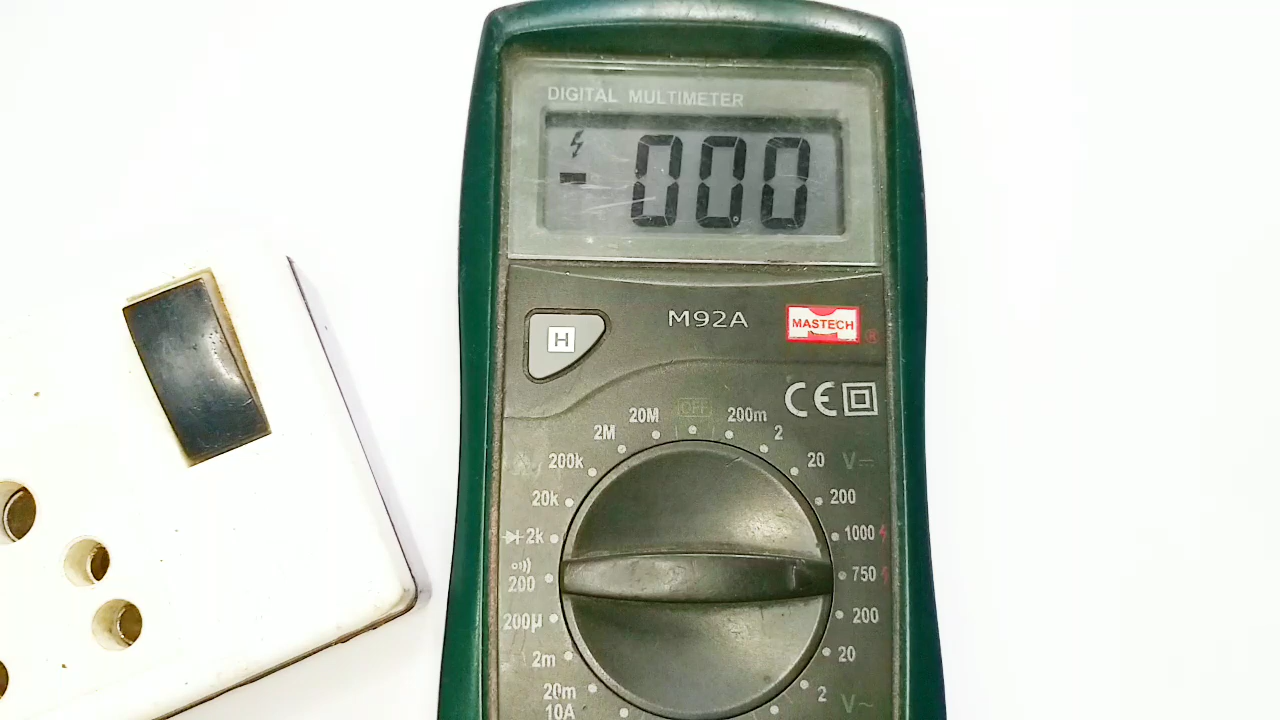 DIGITAL MULTIMETER
- 000
H
M92A
MASTECH
®
CE
OFF
20M
200m
2M
2
200k
20
V
20k
200
2k
1000
200
750
200µ
200
2m
20
20m
2
V~
10A